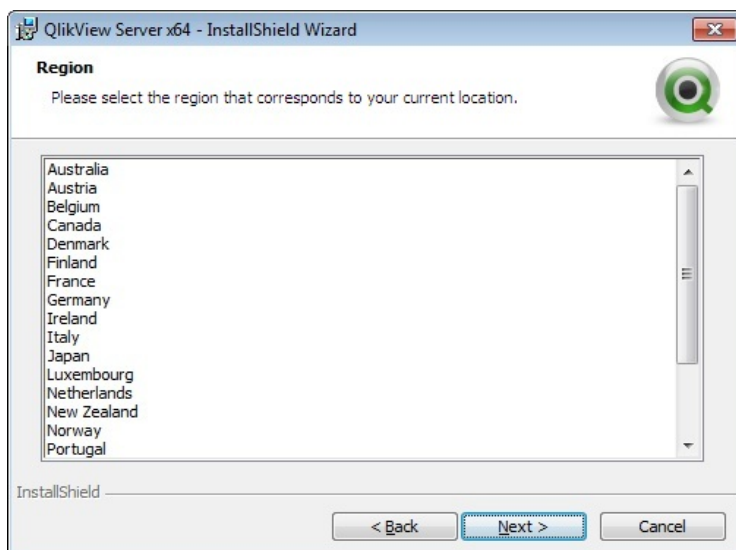 QlikView Server x64 - InstallShield Wizard
Region
Please select the region that corresponds to your current location.
Australia
Austria
Belgium
Canada
Denmark
Finland
France
Germany
Ireland
Italy
Japan
Luxembourg
Netherlands
New Zealand
Norway
Portugal
InstallShield
< Back
Next >
Cancel